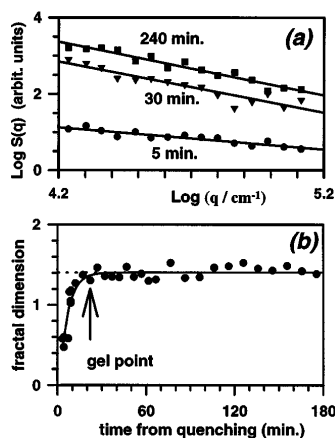 (a)
240 min.
30 min.
5 min.
Log S(q) (arbit. units)
4
2
0
4.2
Log (q / cm⁻¹)
5.2
(b)
fractal dimension
2
1
0
gel point
0
60
120
180
time from quenching (min.)